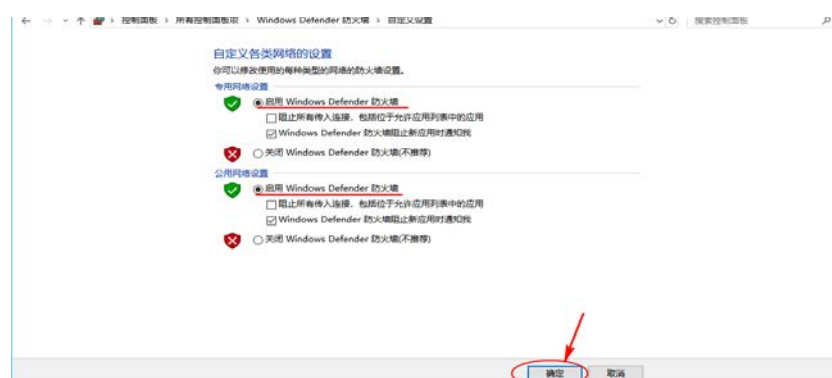 控制面板 › 所有控制面板项 › Windows Defender 防火墙 › 自定义设置
搜索控制面板
自定义各类网络的设置
你可以修改使用的每种类型的网络的防火墙设置。
专用网络设置
启用 Windows Defender 防火墙
阻止所有传入连接，包括位于允许应用列表中的应用
Windows Defender 防火墙阻止新应用时通知我
关闭 Windows Defender 防火墙(不推荐)
公用网络设置
启用 Windows Defender 防火墙
阻止所有传入连接，包括位于允许应用列表中的应用
Windows Defender 防火墙阻止新应用时通知我
关闭 Windows Defender 防火墙(不推荐)
确定 取消